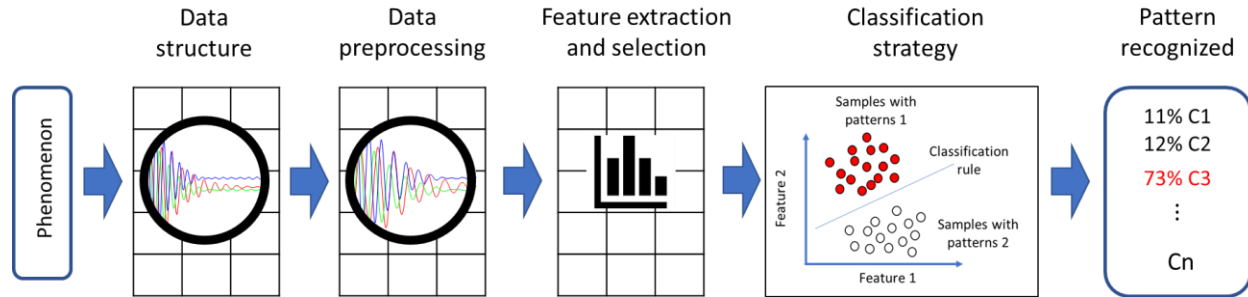 Data
structure
Data
preprocessing
Feature extraction
and selection
Classification
strategy
Pattern
recognized
Phenomenon
Samples with
patterns 1
Classification
rule
Feature 2
Samples with
patterns 2
Feature 1
11% C1
12% C2
73% C3
⋮
Cn